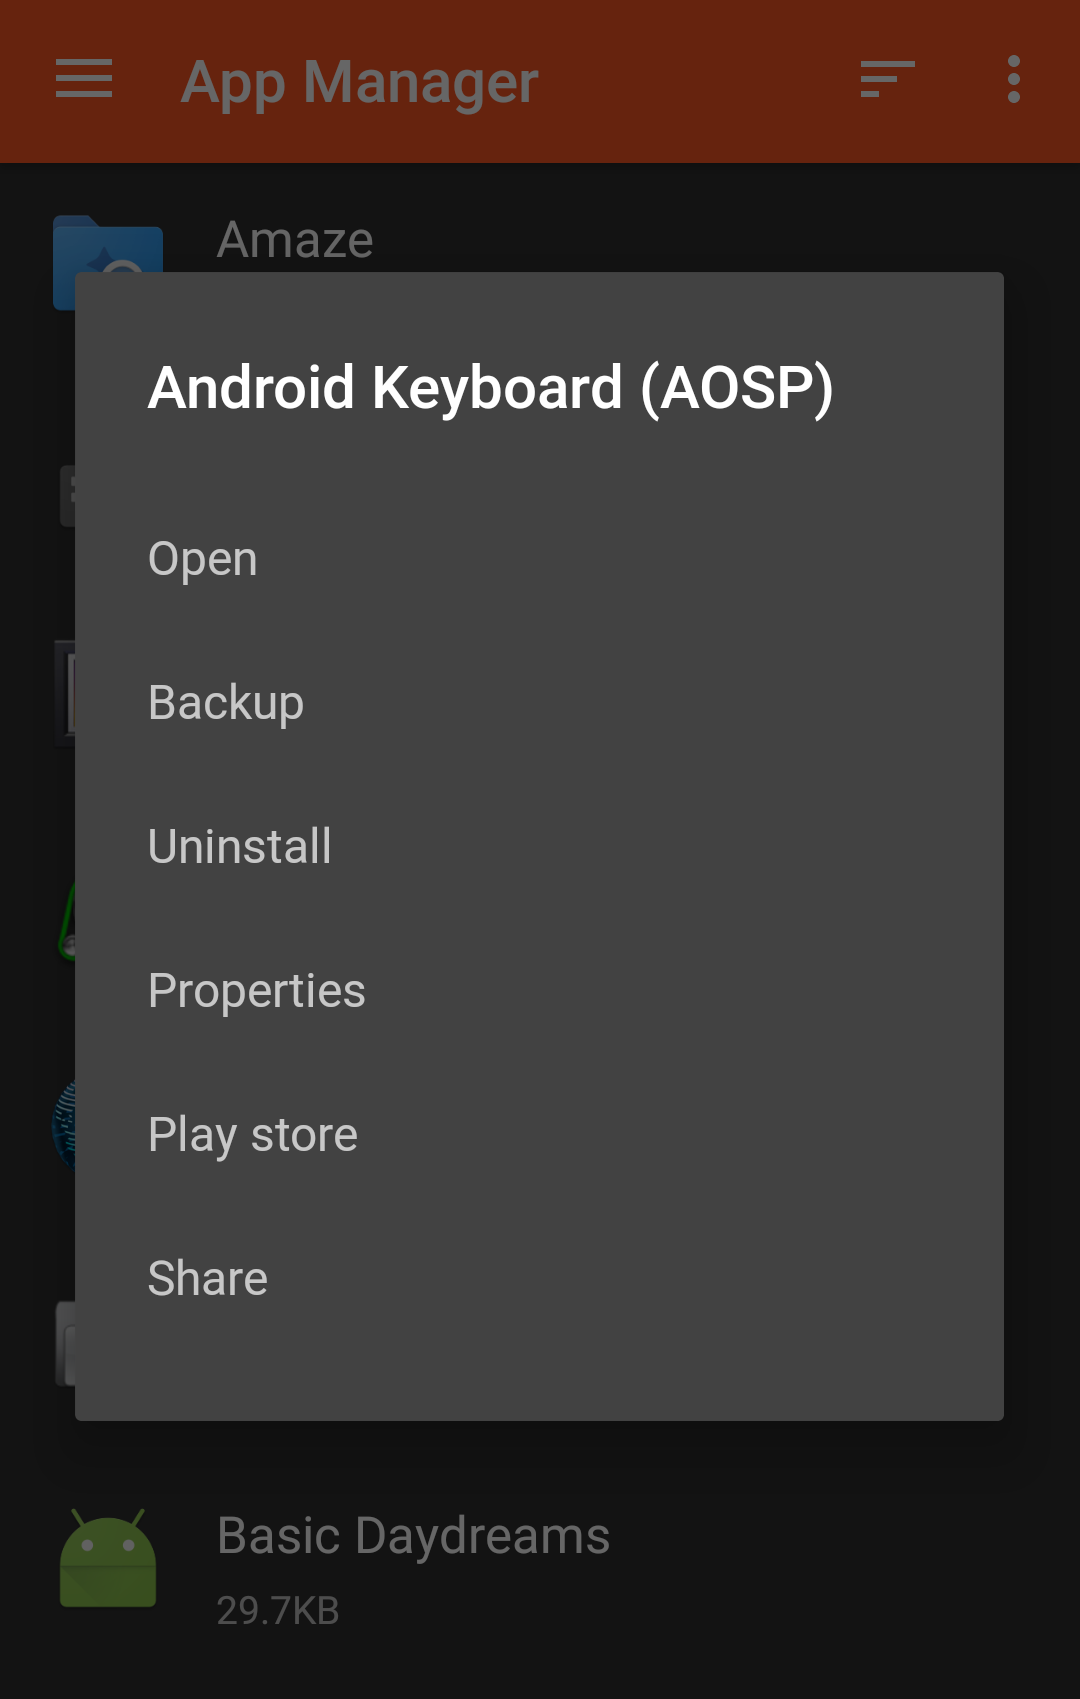 App Manager
Amaze
Android Keyboard (AOSP)
Open
Backup
Uninstall
Properties
Play store
Share
Basic Daydreams
29.7KB